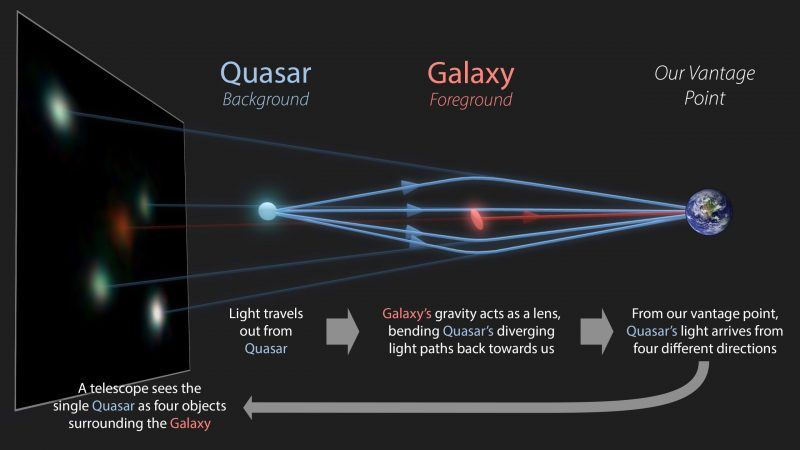 Quasar
Background
Galaxy
Foreground
Our Vantage
Point
Light travels
out from
Quasar
Galaxy's gravity acts as a lens,
bending Quasar's diverging
light paths back towards us
From our vantage point,
Quasar's light arrives from
four different directions
A telescope sees the
single Quasar as four objects
surrounding the Galaxy